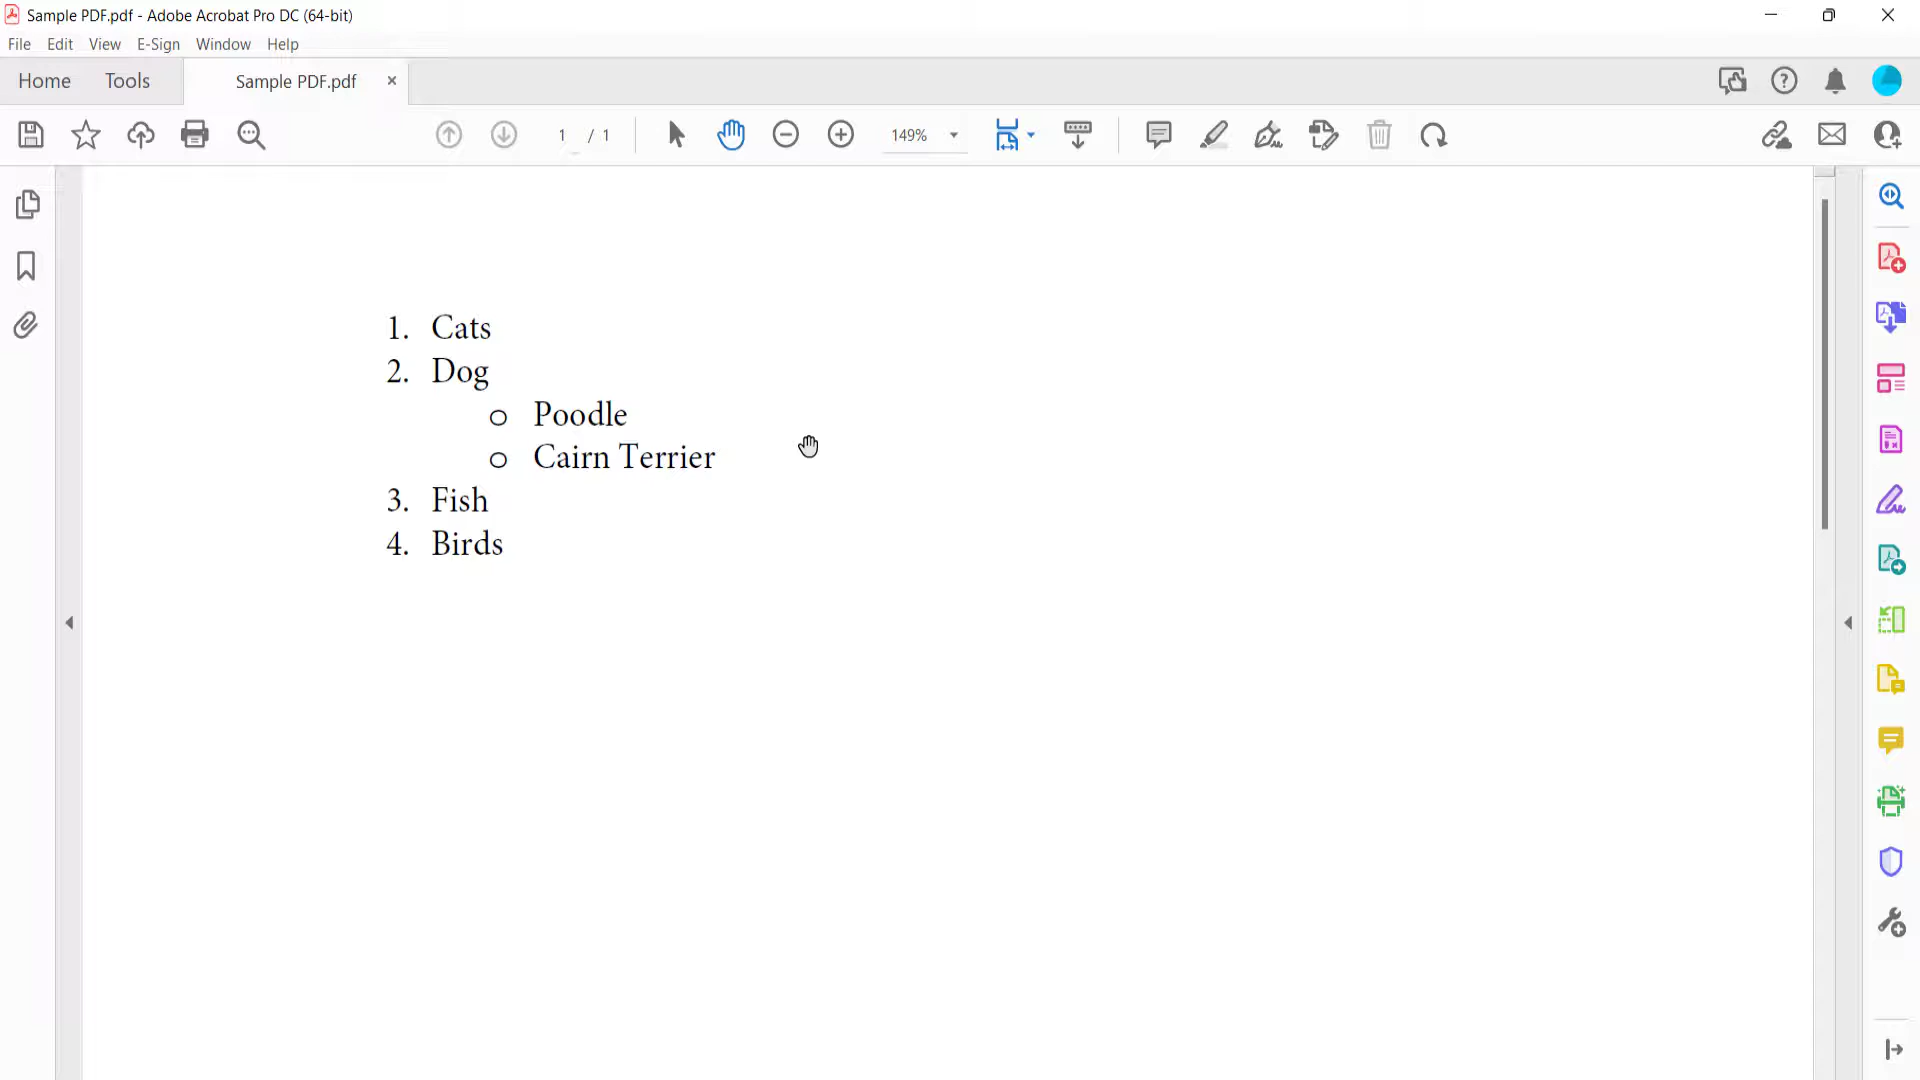 Sample PDF.pdf - Adobe Acrobat Pro DC (64-bit)
File Edit View E-Sign Window Help
Home Tools Sample PDF.pdf
1 / 1 149%
1. Cats
2. Dog
o Poodle
o Cairn Terrier
3. Fish
4. Birds